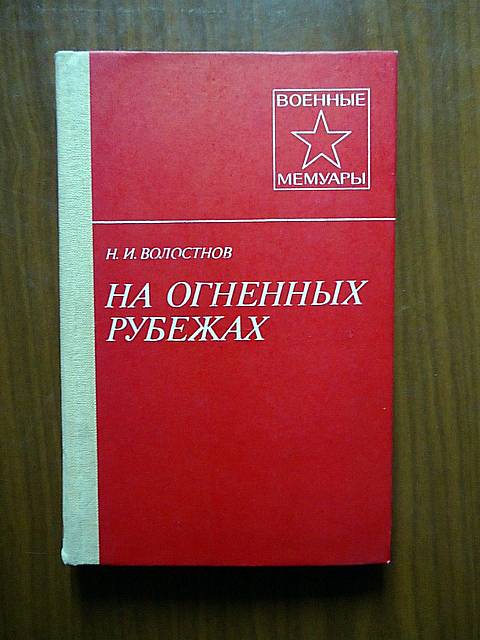 ВОЕННЫЕ
МЕМУАРЫ
Н. И. ВОЛОСТНОВ
НА ОГНЕННЫХ
РУБЕЖАХ